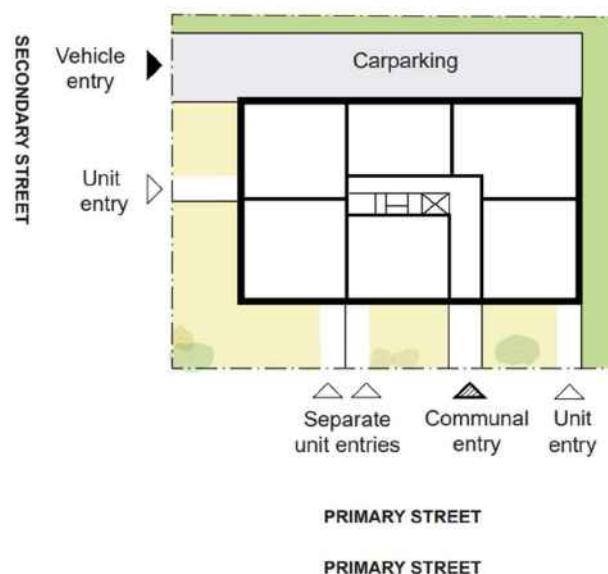 SECONDARY STREET
Vehicle
entry
Carparking
Unit
entry
Separate
unit entries
Communal
entry
Unit
entry
PRIMARY STREET
PRIMARY STREET